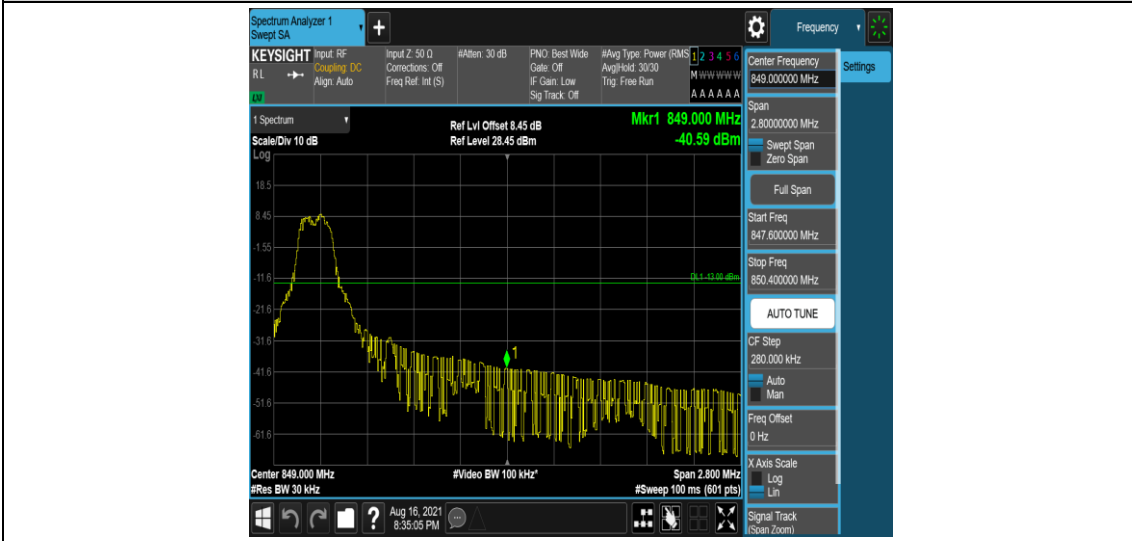 Spectrum Analyzer 1
Swept SA
+
Frequency
KEYSIGHT
Input: RF
Input Z: 50 Ω
#Atten: 30 dB
PNO: Best Wide
#Avg Type: Power (RMS
1 2 3 4 5 6
RL
Coupling: DC
Corrections: Off
Gate: Off
Avg|Hold: 30/30
M W W W W W
Align: Auto
Freq Ref: Int (S)
IF Gain: Low
Trig: Free Run
Sig Track: Off
A A A A A A
1 Spectrum
Ref Lvl Offset 8.45 dB
Mkr1 849.000 MHz
Scale/Div 10 dB
Ref Level 28.45 dBm
-40.59 dBm
Log
18.5
8.45
-1.55
-11.6
DL1 -13.00 dBm
-21.6
-31.6
1
-41.6
-51.6
-61.6
Center 849.000 MHz
#Video BW 100 kHz*
Span 2.800 MHz
#Res BW 30 kHz
#Sweep 100 ms (601 pts)
?
Aug 16, 2021
8:35:05 PM
Center Frequency
849.000000 MHz
Settings
Span
2.80000000 MHz
Swept Span
Zero Span
Full Span
Start Freq
847.600000 MHz
Stop Freq
850.400000 MHz
AUTO TUNE
CF Step
280.000 kHz
Auto
Man
Freq Offset
0 Hz
X Axis Scale
Log
Lin
Signal Track
(Span Zoom)